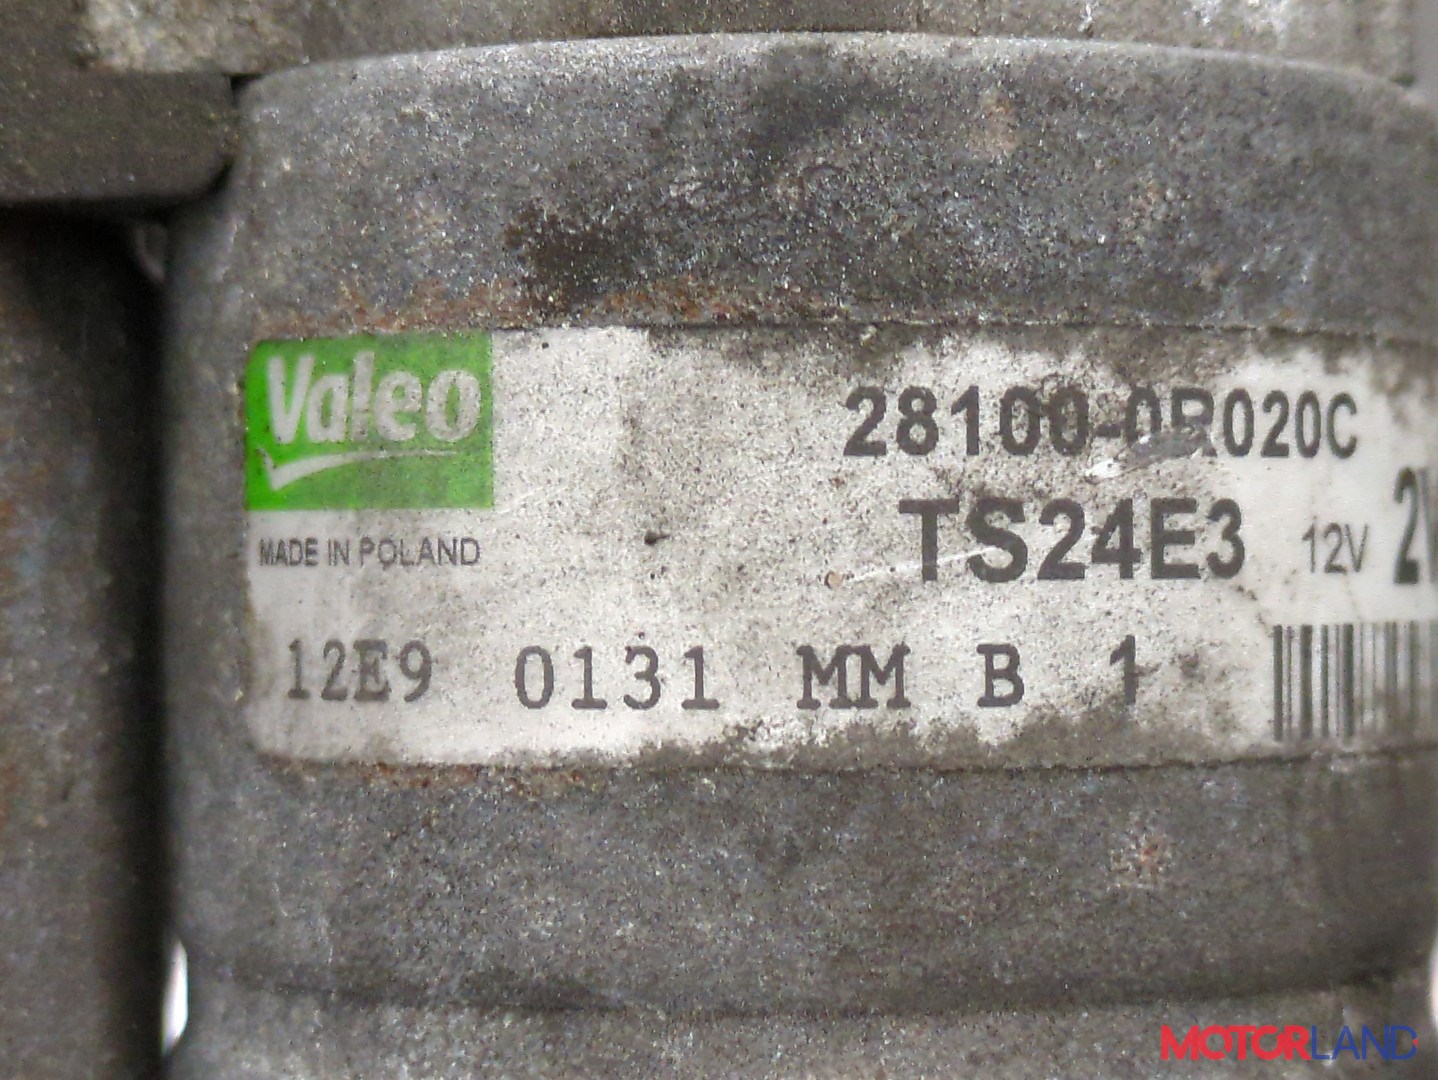 Valeo
28100-0R020C
MADE IN POLAND
TS24E3 12V
12E9 0131 MM B 1
MOTORLAND